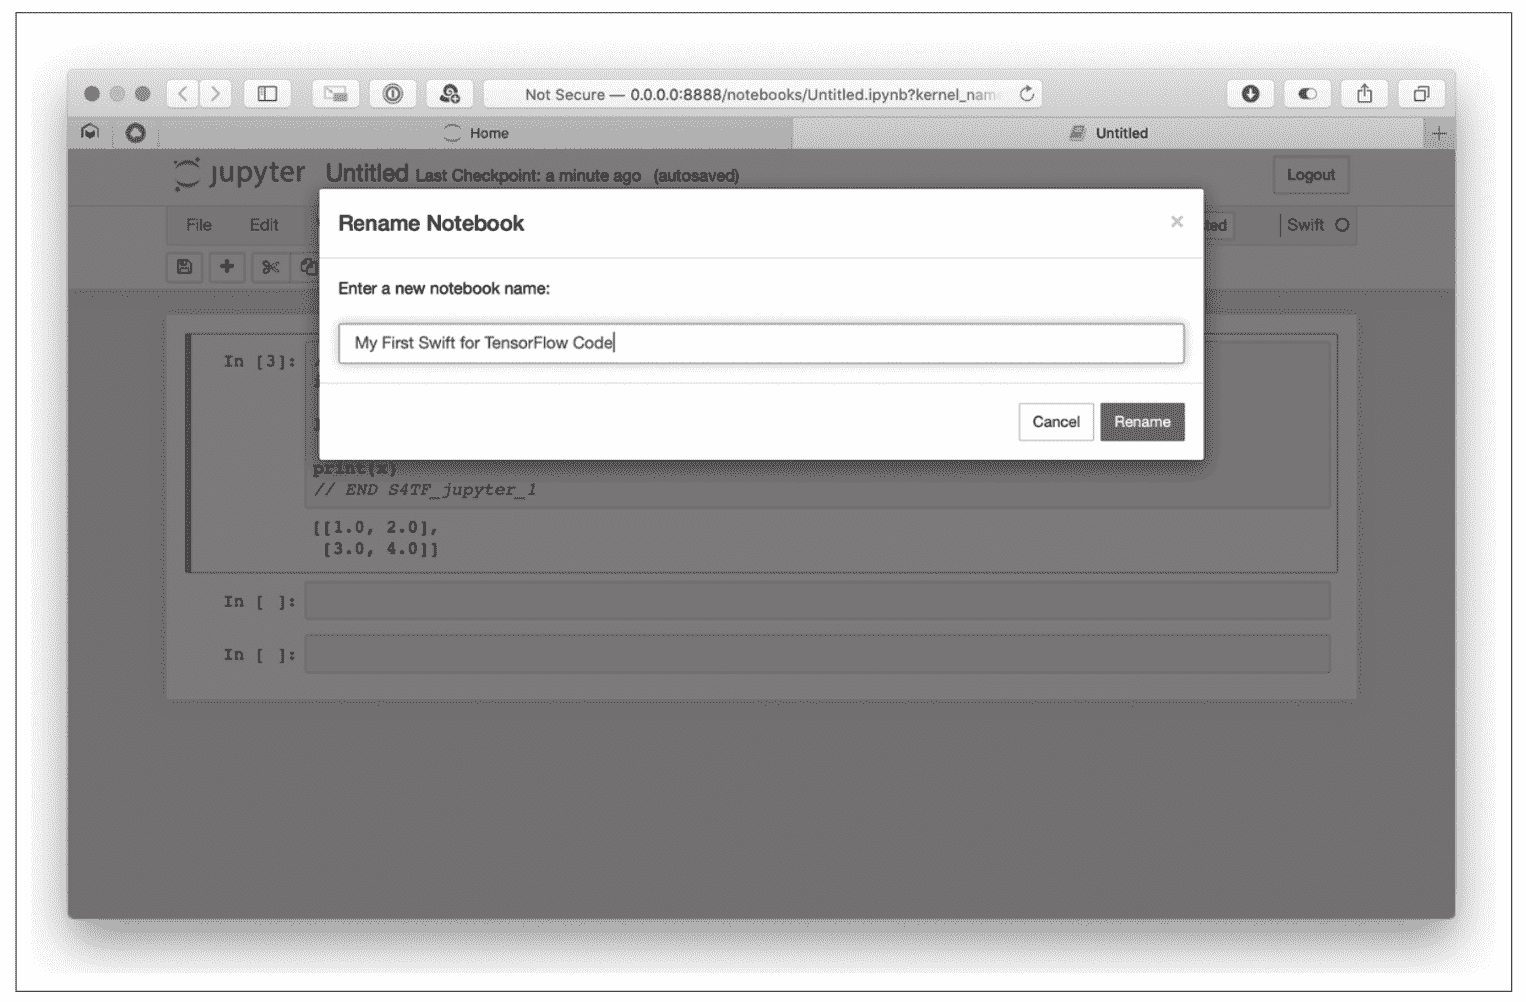 Not Secure — 0.0.0.0:8888/notebooks/Untitled.ipynb?kernel_nam
Home
Untitled
jupyter Untitled Last Checkpoint: a minute ago (autosaved)
Logout
File Edit
Swift
Rename Notebook
×
Enter a new notebook name:
My First Swift for TensorFlow Code
Cancel Rename
In [3]:
print(x)
// END S4TF_jupyter_1
[[1.0, 2.0],
[3.0, 4.0]]
In [ ]:
In [ ]: